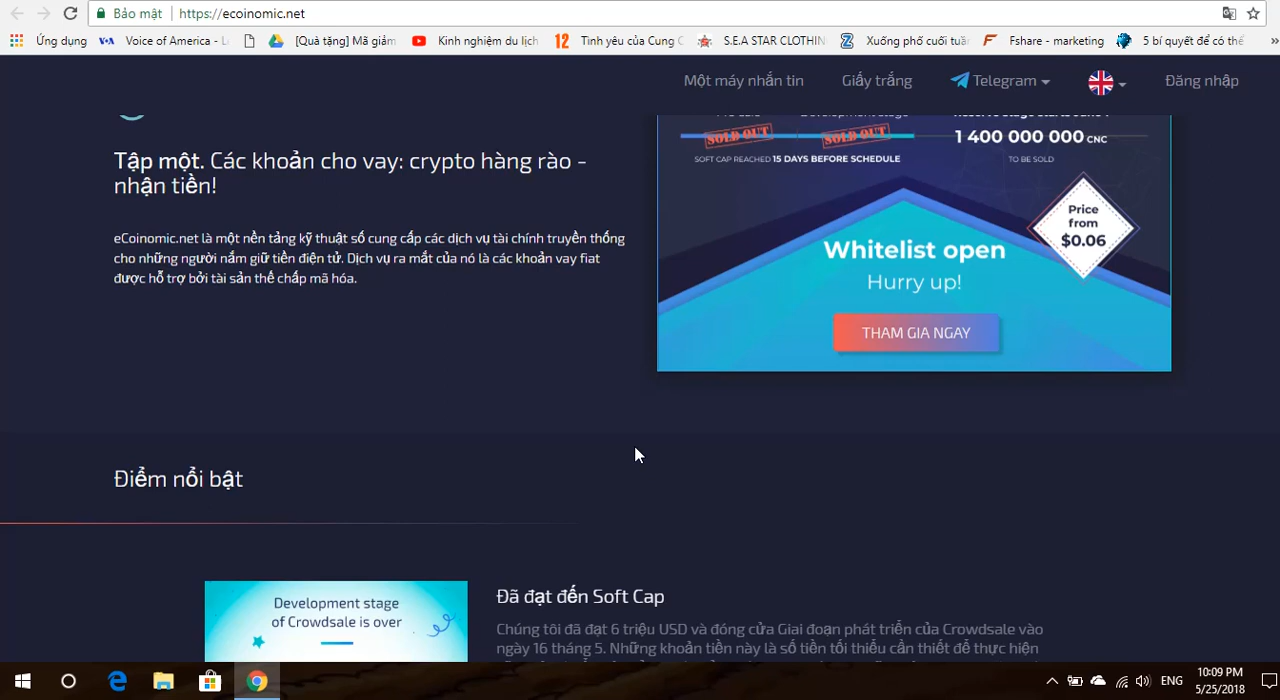 Bảo mật | https://ecoinomic.net
Ứng dụng VOA Voice of America - L [Quà tặng] Mã giảm Kinh nghiệm du lịch 12 Tình yêu của Cung S.E.A STAR CLOTHIN Z Xuống phố cuối tuần Fshare - marketing 5 bí quyết để có thể »
Một máy nhắn tin Giấy trắng Telegram Đăng nhập
SOLD OUT SOLD OUT 1 400 000 000 CNC
SOFT CAP REACHED 15 DAYS BEFORE SCHEDULE TO BE SOLD
Tập một. Các khoản cho vay: crypto hàng rào -
nhận tiền!
eCoinomic.net là một nền tảng kỹ thuật số cung cấp các dịch vụ tài chính truyền thống
cho những người nắm giữ tiền điện tử. Dịch vụ ra mắt của nó là các khoản vay fiat
được hỗ trợ bởi tài sản thế chấp mã hóa.
Price
from
$0.06
Whitelist open
Hurry up!
THAM GIA NGAY
Điểm nổi bật
Development stage
of Crowdsale is over
Đã đạt đến Soft Cap
Chúng tôi đã đạt 6 triệu USD và đóng cửa Giai đoạn phát triển của Crowdsale vào
ngày 16 tháng 5. Những khoản tiền này là số tiền tối thiểu cần thiết để thực hiện
ENG 10:09 PM
5/25/2018